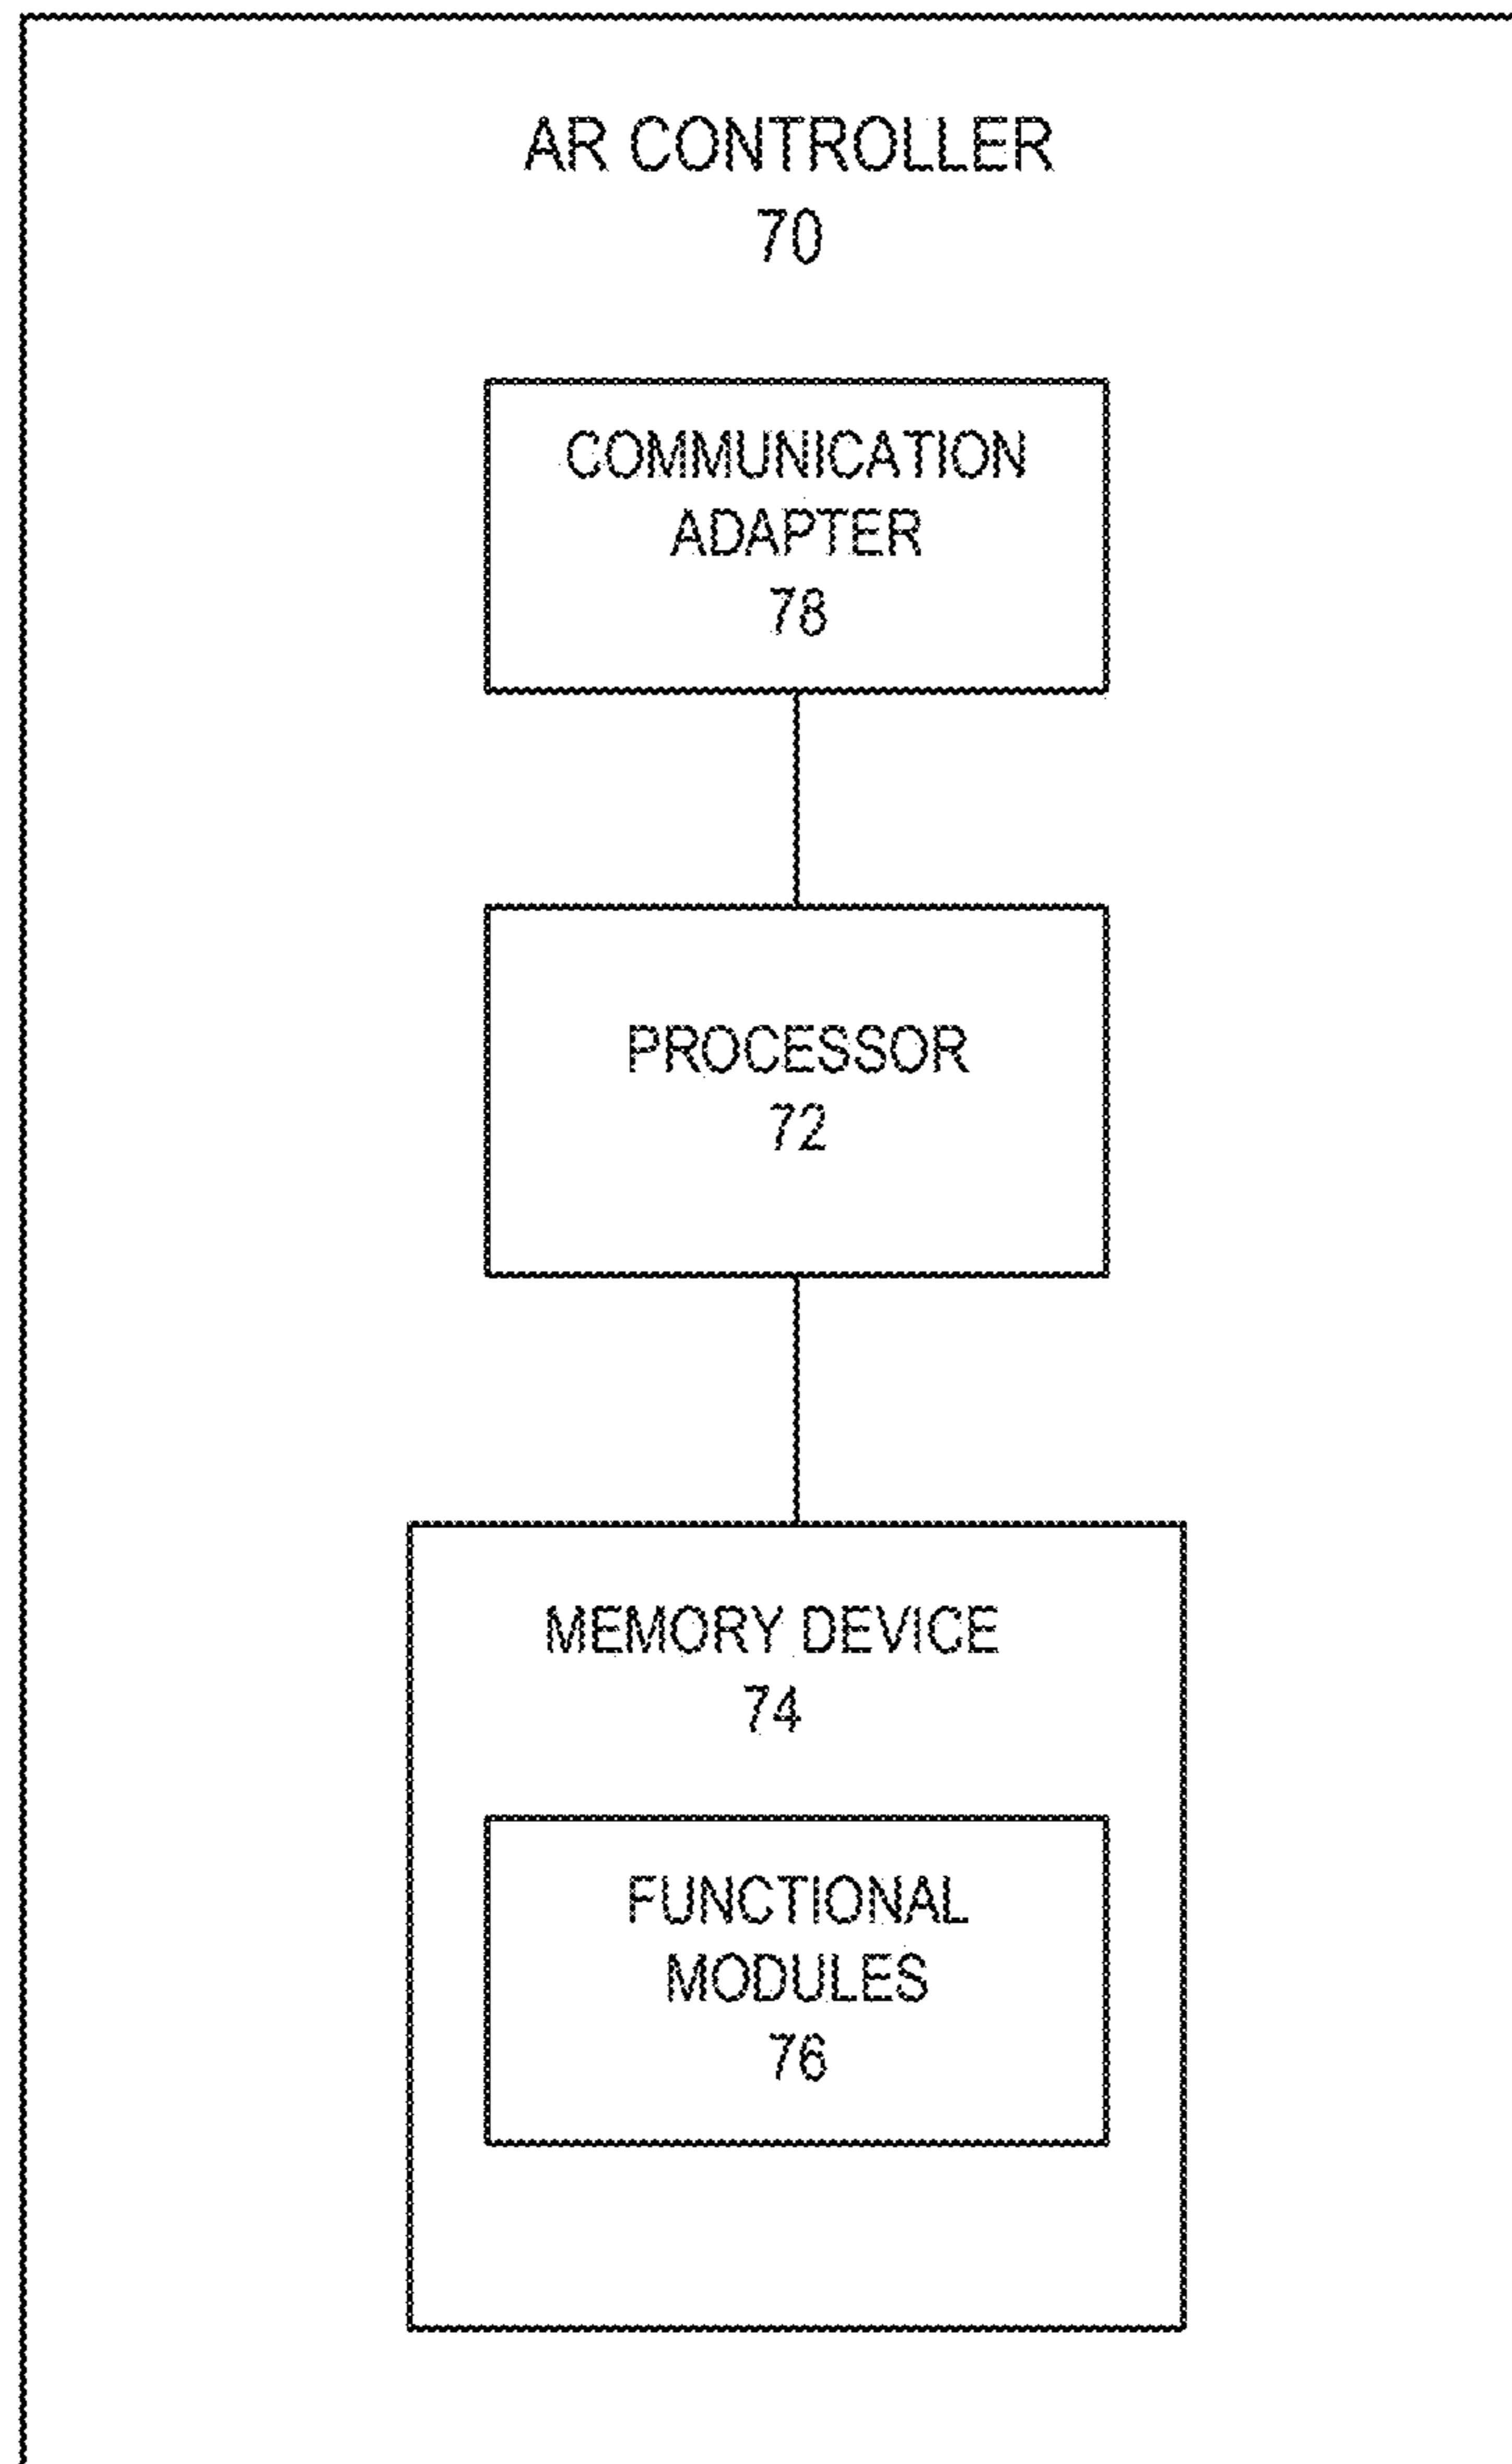 AR CONTROLLER
70
COMMUNICATION
ADAPTER
78
PROCESSOR
72
MEMORY DEVICE
74
FUNCTIONAL
MODULES
76